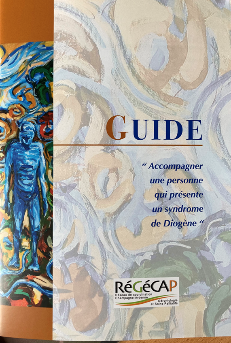 GUIDE
“ Accompagner
une personne
qui présente
un syndrome
de Diogène “
RéGéCAP